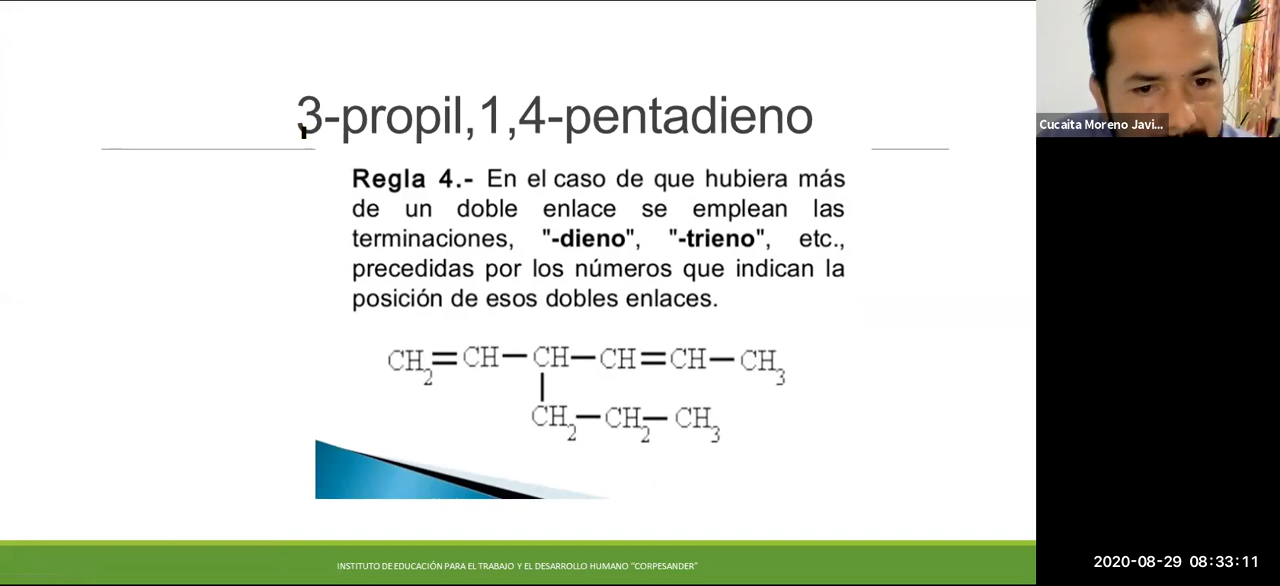 3-propil,1,4-pentadieno
Regla 4.- En el caso de que hubiera más
de un doble enlace se emplean las
terminaciones, "-dieno", "-trieno", etc.,
precedidas por los números que indican la
posición de esos dobles enlaces.
CH2=CH—CH—CH=CH—CH3
|
CH2—CH2—CH3
INSTITUTO DE EDUCACIÓN PARA EL TRABAJO Y EL DESARROLLO HUMANO "CORPESANDER"
Cucaita Moreno Javi...
2020-08-29 08:33:11